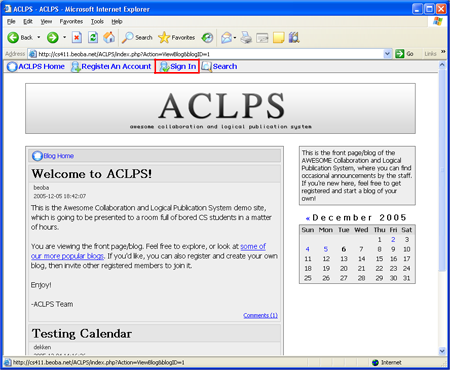 ACLPS - ACLPS - Microsoft Internet Explorer
File Edit View Favorites Tools Help
Back Search Favorites
Address http://cs411.beoba.net/ACLPS/index.php?Action=ViewBlog&blogID=1 Go Links
ACLPS Home Register An Account Sign In Search
ACLPS
awesome collaboration and logical publication system
Blog Home
Welcome to ACLPS!
beoba
2005-12-05 10:42:07
This is the Awesome Collaboration and Logical Publication System demo site,
which is going to be presented to a room full of bored CS students in a matter
of hours.
You are viewing the front page/blog. Feel free to explore, or look at some of
our more popular blogs. If you'd like, you can also register and create your own
blog, then invite other registered members to join it.
Enjoy!
-ACLPS Team
Comments (1)
Testing Calendar
dekken
This is the front page/blog of the
AWESOME Collaboration and Logical
Publication System, where you can find
occasional announcements by the staff.
If you're new here, feel free to get
registered and start a blog of your
own!
« December 2005
Sun Mon Tue Wed Thu Fri Sat
1 2 3
4 5 6 7 8 9 10
11 12 13 14 15 16 17
18 19 20 21 22 23 24
25 26 27 28 29 30 31
http://cs411.beoba.net/ACLPS/index.php?Action=ViewBlog&blogID=1 Internet